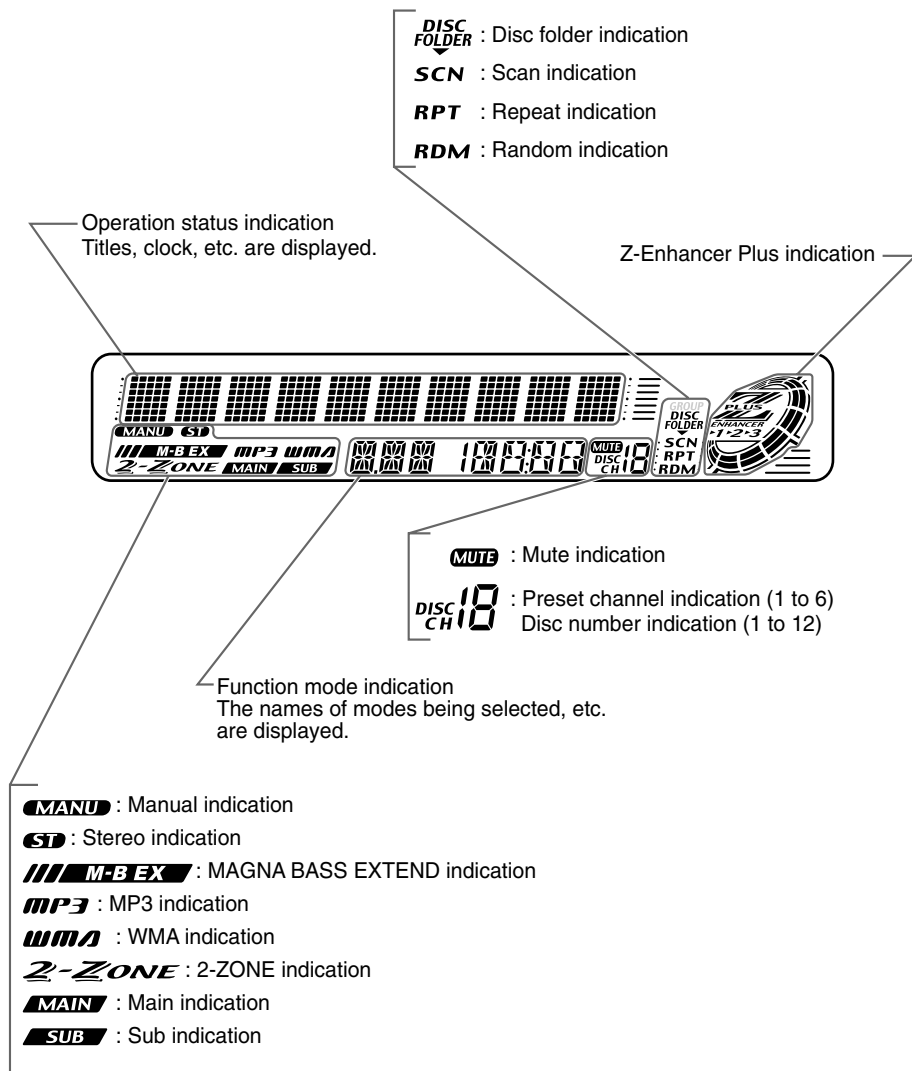 DISC
FOLDER : Disc folder indication
SCN : Scan indication
RPT : Repeat indication
RDM : Random indication
Operation status indication
Titles, clock, etc. are displayed.
Z-Enhancer Plus indication
MANU ST
M-B EX MP3 WMA
2-ZONE MAIN SUB
MUTE
DISC
CH 18
GROUP
DISC
FOLDER
SCN
RPT
RDM
Z
PLUS
ENHANCER
1 2 3
MUTE : Mute indication
DISC
CH 18 : Preset channel indication (1 to 6)
Disc number indication (1 to 12)
Function mode indication
The names of modes being selected, etc.
are displayed.
MANU : Manual indication
ST : Stereo indication
M-B EX : MAGNA BASS EXTEND indication
MP3 : MP3 indication
WMA : WMA indication
2-ZONE : 2-ZONE indication
MAIN : Main indication
SUB : Sub indication